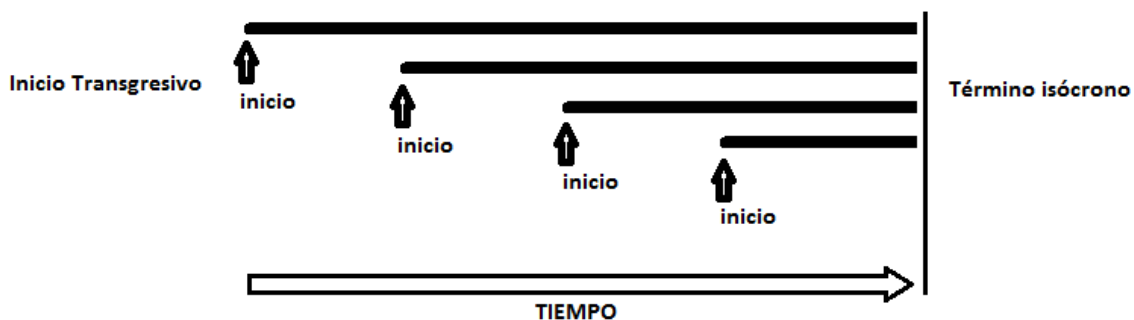 Inicio Transgresivo
inicio
inicio
inicio
inicio
Término isócrono
TIEMPO